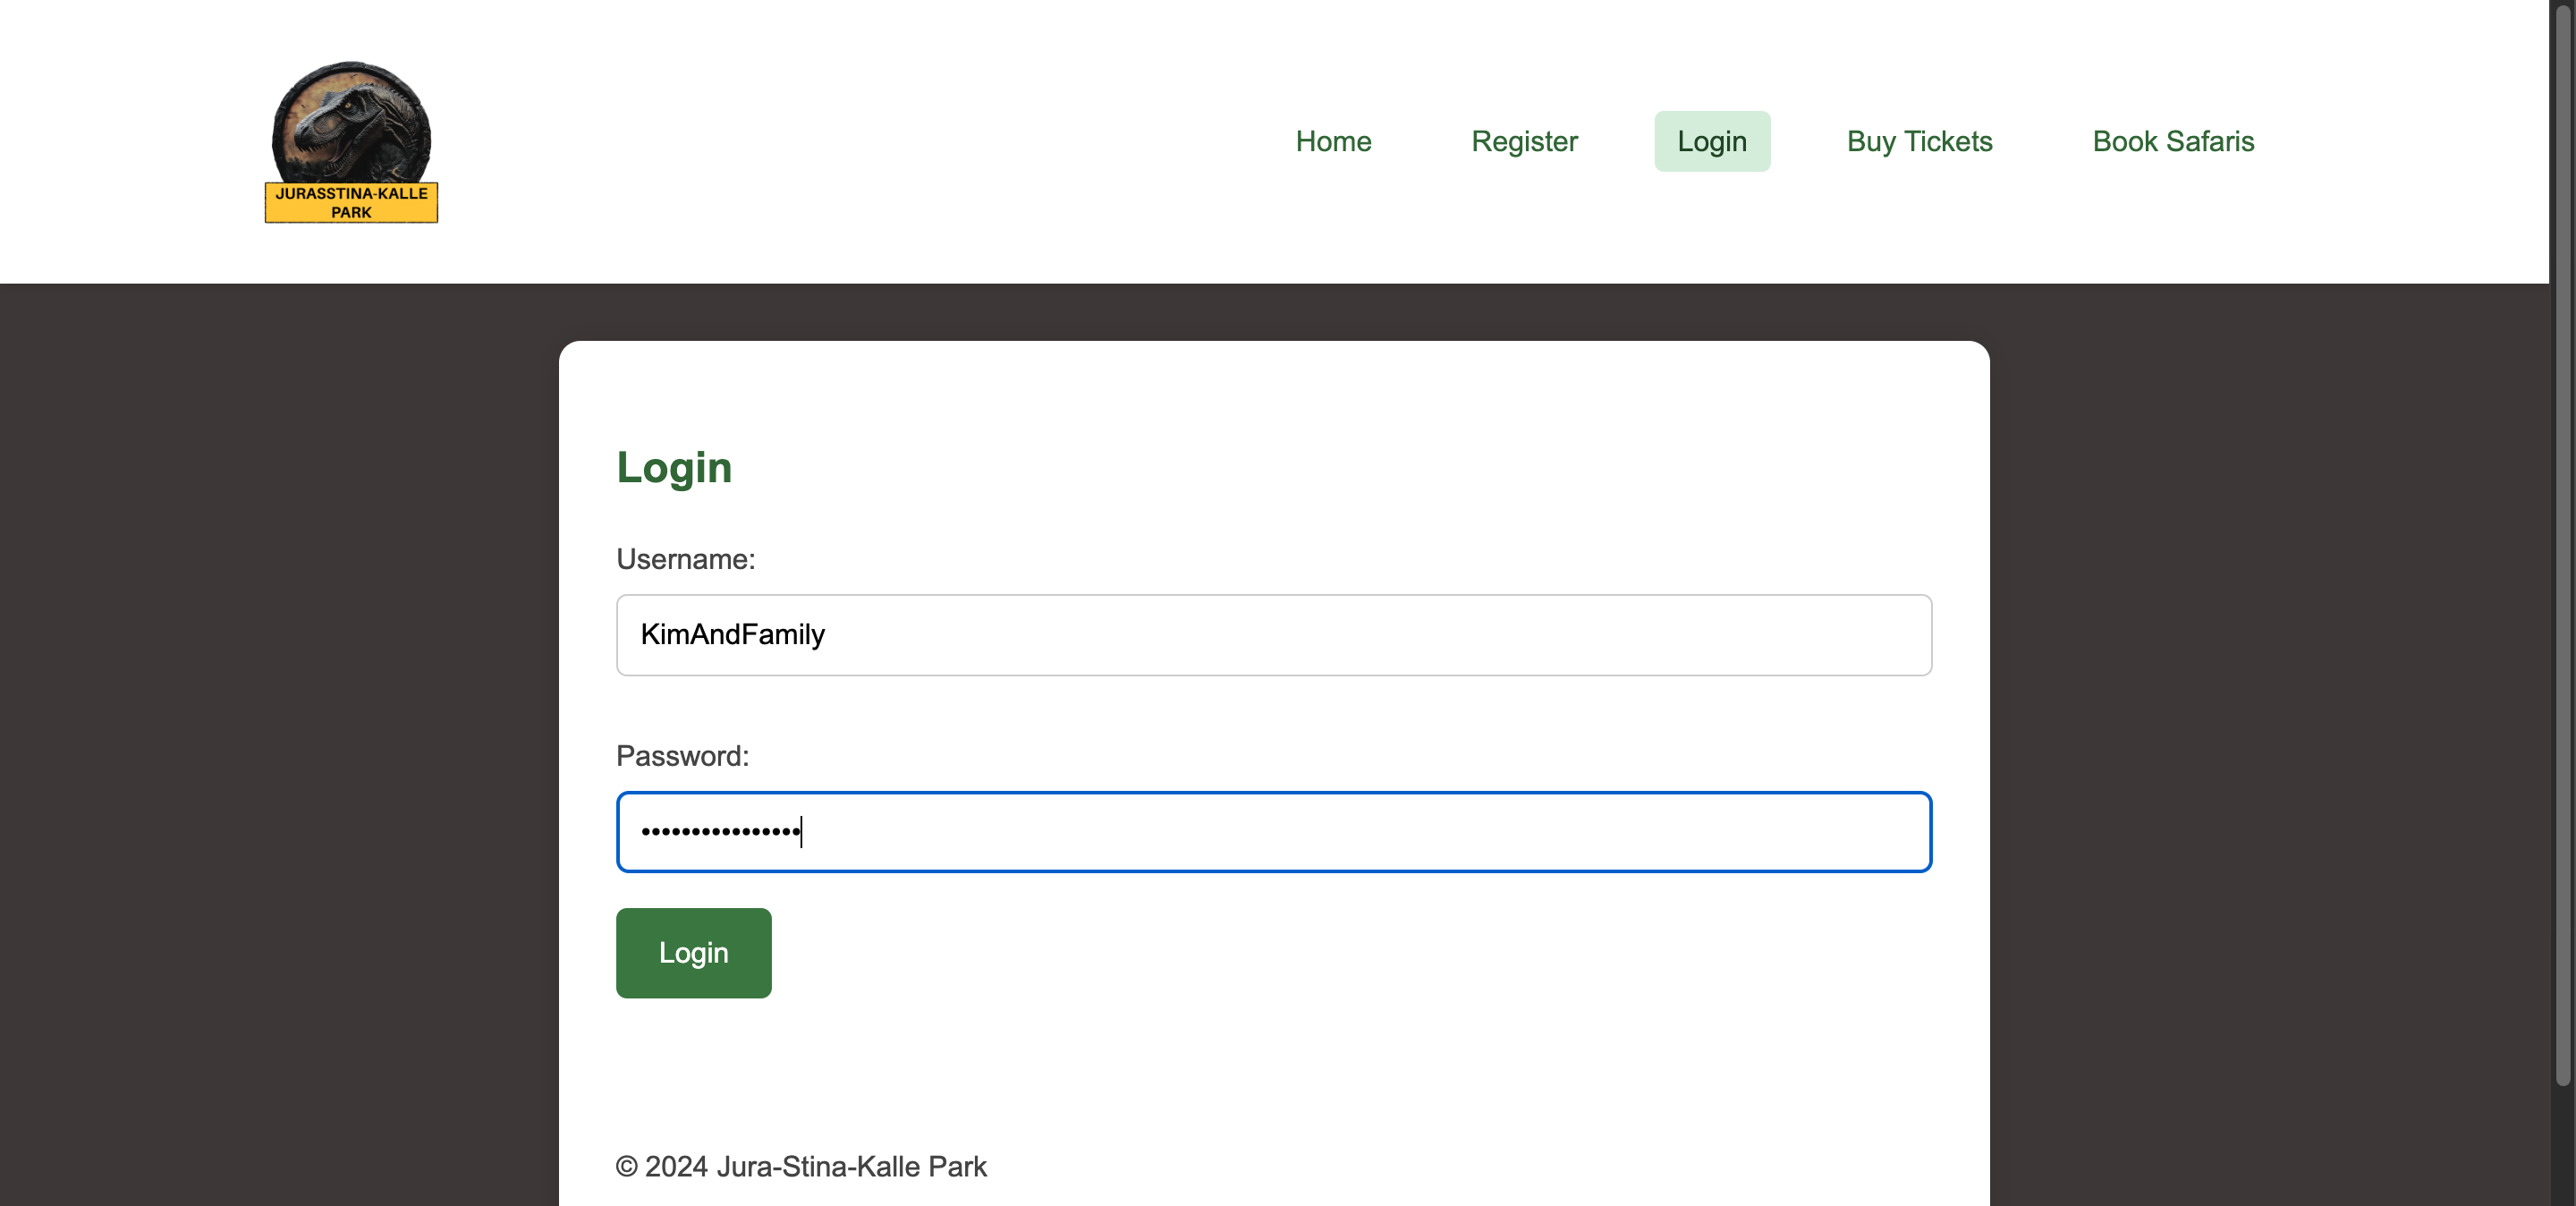 JURASSTINA-KALLE
PARK
Home
Register
Login
Buy Tickets
Book Safaris
Login
Username:
KimAndFamily
Password:
••••••••••••••••
Login
© 2024 Jura-Stina-Kalle Park